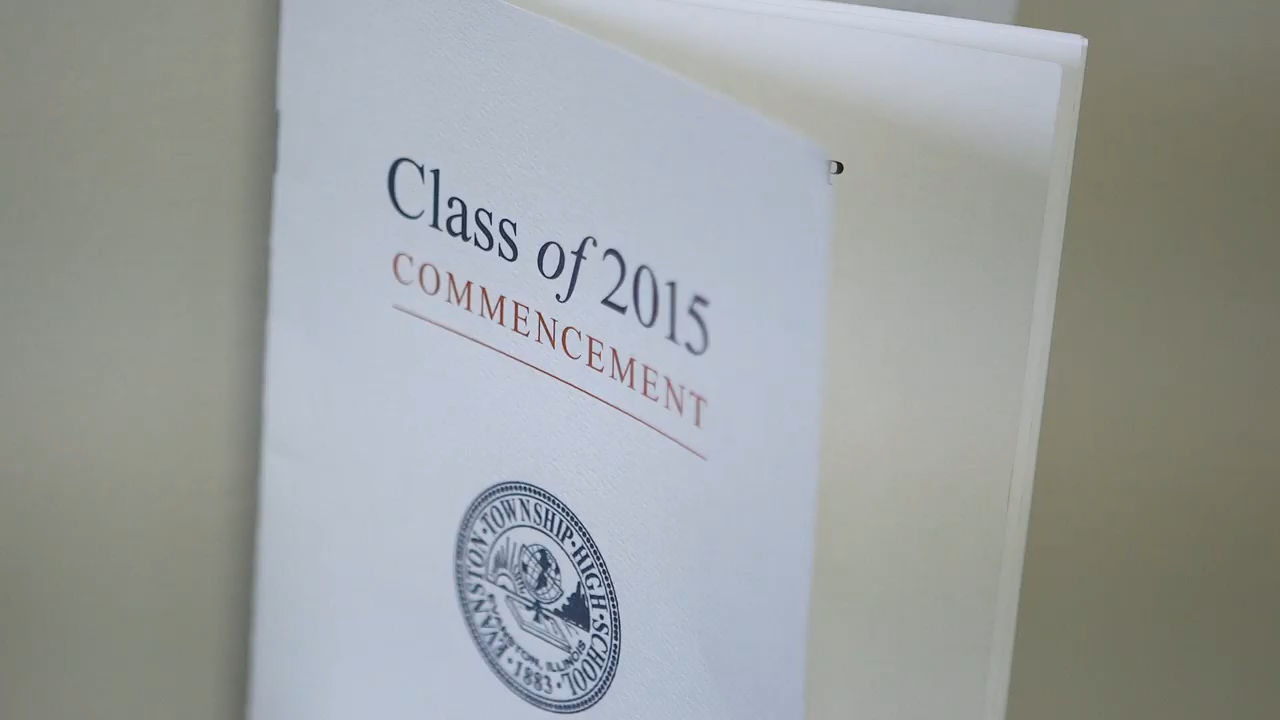 Class of 2015
COMMENCEMENT
P
EVANSTON·TOWNSHIP·HIGH·SCHOOL
EVANSTON, ILLINOIS
·1883·